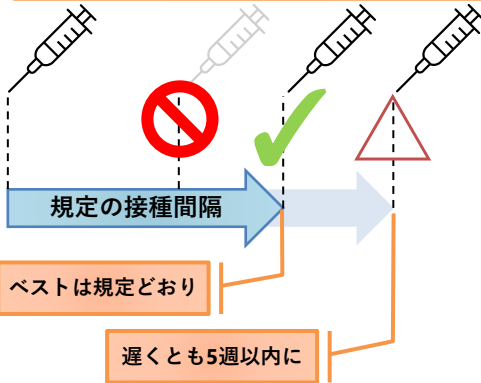 規定の接種間隔
ベストは規定どおり
遅くとも5週以内に